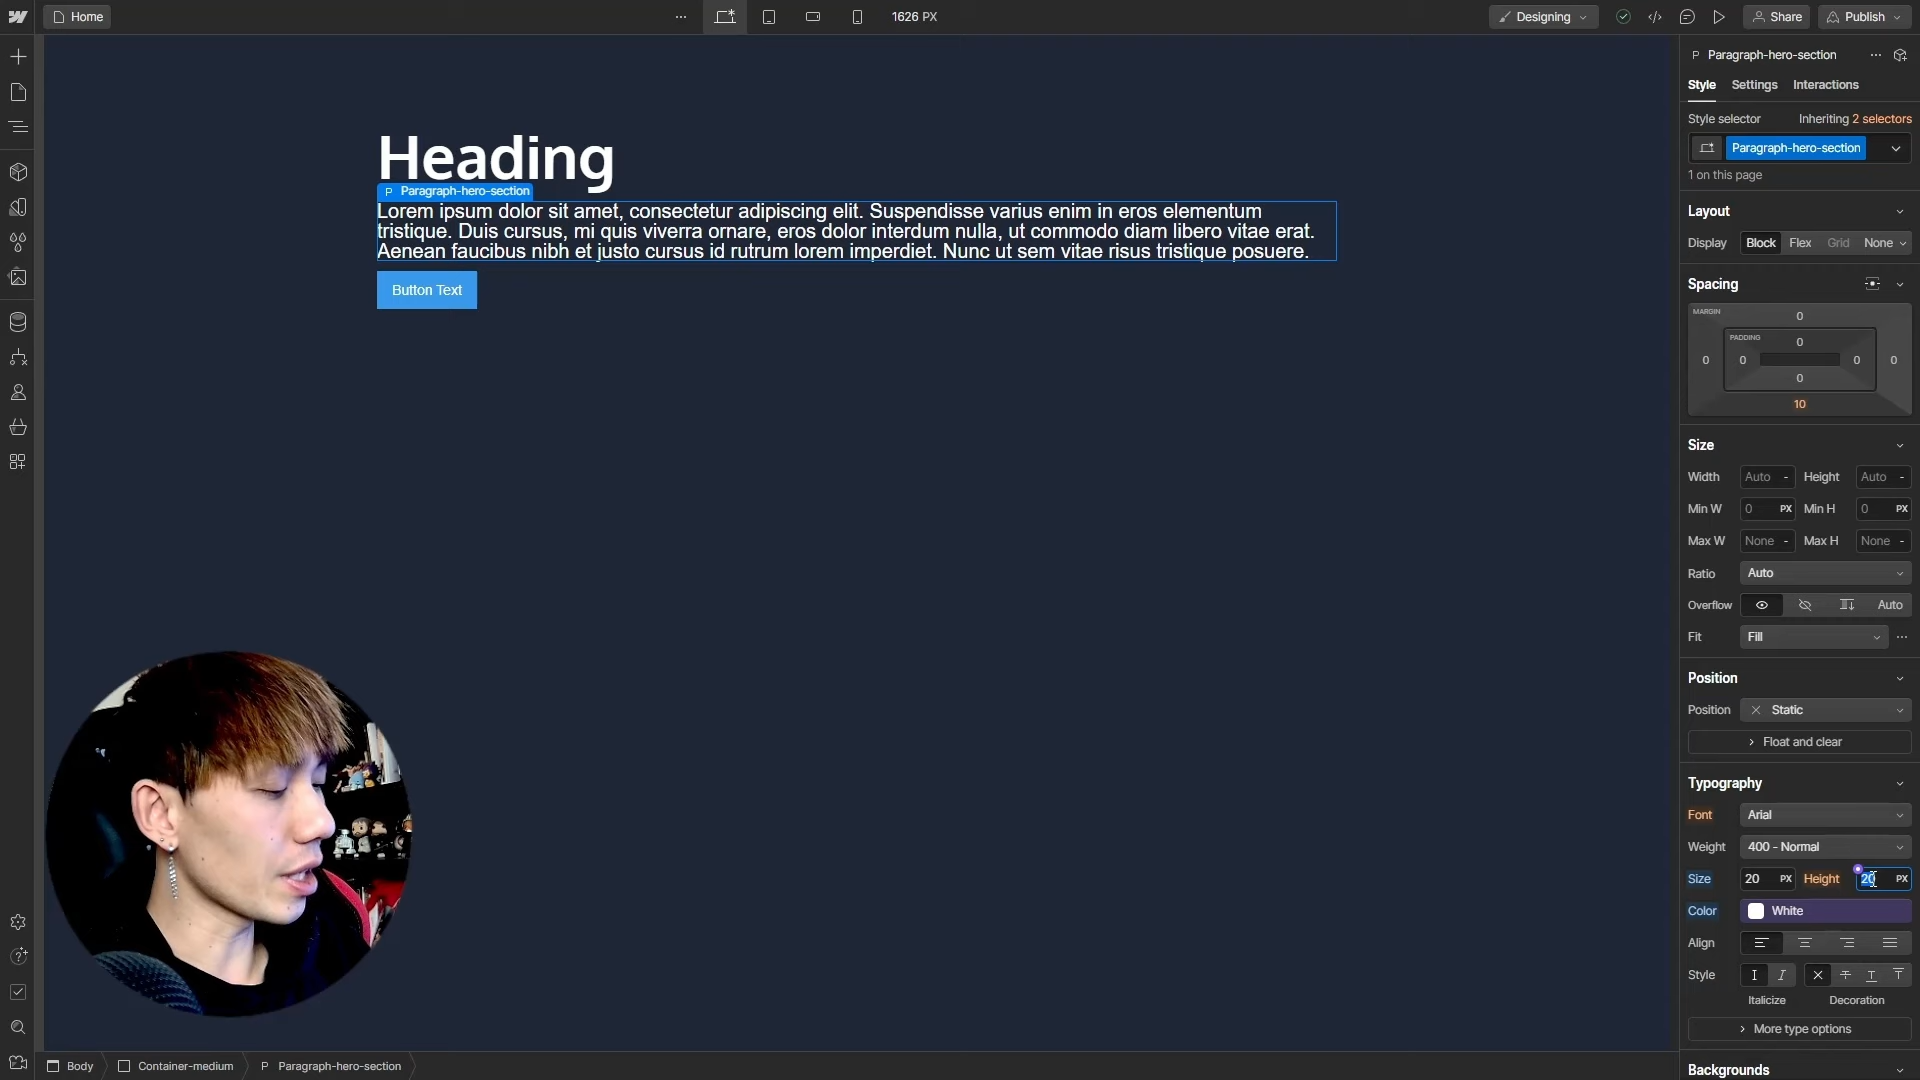 Home
1626 PX
Designing
Share
Publish
Heading
P Paragraph-hero-section
Lorem ipsum dolor sit amet, consectetur adipiscing elit. Suspendisse varius enim in eros elementum
tristique. Duis cursus, mi quis viverra ornare, eros dolor interdum nulla, ut commodo diam libero vitae erat.
Aenean faucibus nibh et justo cursus id rutrum lorem imperdiet. Nunc ut sem vitae risus tristique posuere.
Button Text
P Paragraph-hero-section
Style Settings Interactions
Style selector Inheriting 2 selectors
Paragraph-hero-section
1 on this page
Layout
Display Block Flex Grid None
Spacing
MARGIN
0
PADDING
0
0 0 0 0
0
10
Size
Width Auto - Height Auto -
Min W 0 PX Min H 0 PX
Max W None - Max H None -
Ratio Auto
Overflow Auto
Fit Fill
Position
Position Static
Float and clear
Typography
Font Arial
Weight 400 - Normal
Size 20 PX Height 20 PX
Color White
Align
Style
Italicize Decoration
More type options
Backgrounds
Body Container-medium P Paragraph-hero-section